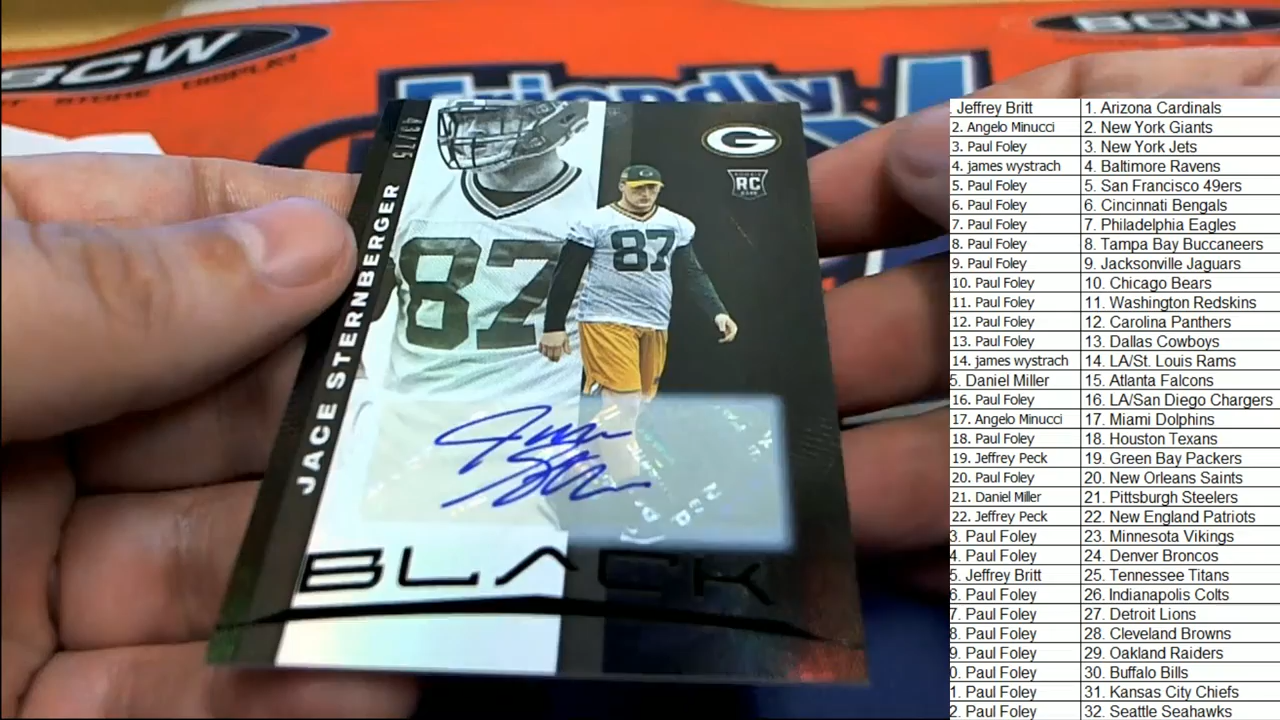 BCW
DISPLAY
STORE
BCW
Friendly
/75
G
RC
87
87
JACE STERNBERGER
BLACK
Jeffrey Britt 1. Arizona Cardinals
2. Angelo Minucci 2. New York Giants
3. Paul Foley 3. New York Jets
4. james wystrach 4. Baltimore Ravens
5. Paul Foley 5. San Francisco 49ers
6. Paul Foley 6. Cincinnati Bengals
7. Paul Foley 7. Philadelphia Eagles
8. Paul Foley 8. Tampa Bay Buccaneers
9. Paul Foley 9. Jacksonville Jaguars
10. Paul Foley 10. Chicago Bears
11. Paul Foley 11. Washington Redskins
12. Paul Foley 12. Carolina Panthers
13. Paul Foley 13. Dallas Cowboys
14. james wystrach 14. LA/St. Louis Rams
5. Daniel Miller 15. Atlanta Falcons
16. Paul Foley 16. LA/San Diego Chargers
17. Angelo Minucci 17. Miami Dolphins
18. Paul Foley 18. Houston Texans
19. Jeffrey Peck 19. Green Bay Packers
20. Paul Foley 20. New Orleans Saints
21. Daniel Miller 21. Pittsburgh Steelers
22. Jeffrey Peck 22. New England Patriots
3. Paul Foley 23. Minnesota Vikings
4. Paul Foley 24. Denver Broncos
5. Jeffrey Britt 25. Tennessee Titans
6. Paul Foley 26. Indianapolis Colts
7. Paul Foley 27. Detroit Lions
8. Paul Foley 28. Cleveland Browns
9. Paul Foley 29. Oakland Raiders
0. Paul Foley 30. Buffalo Bills
1. Paul Foley 31. Kansas City Chiefs
2. Paul Foley 32. Seattle Seahawks